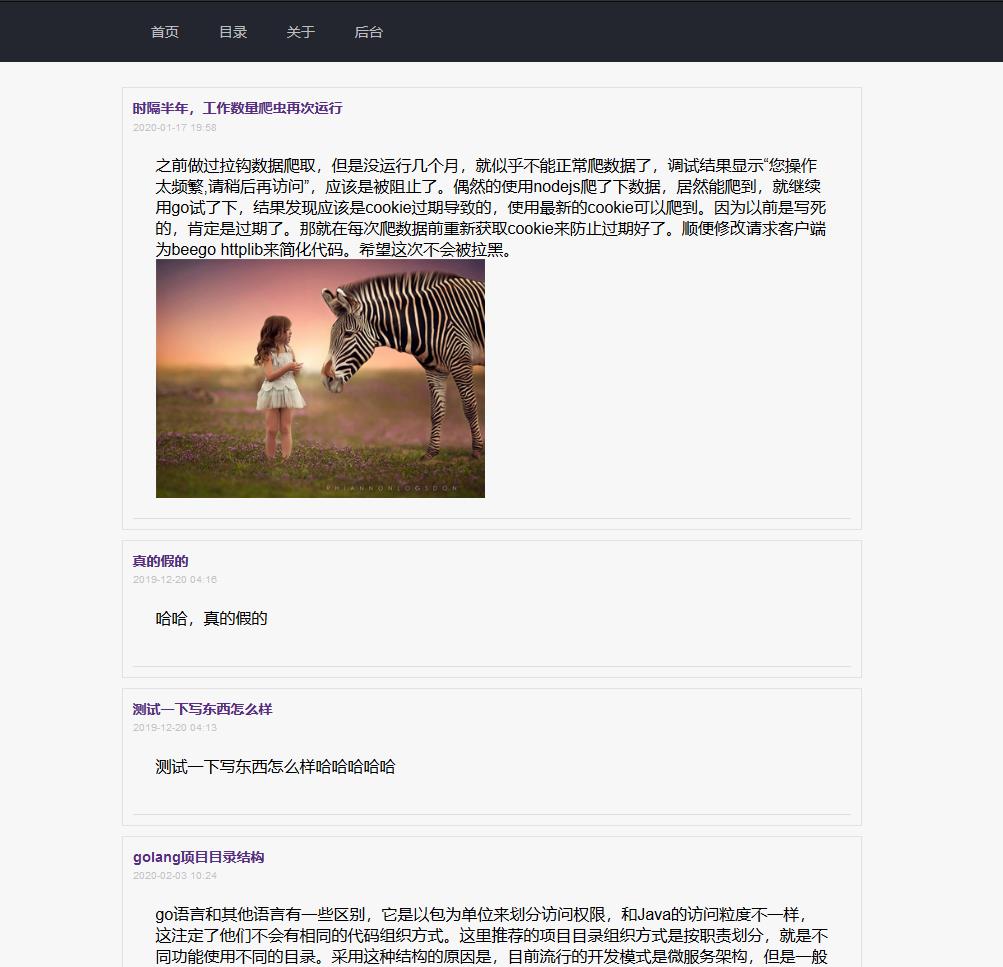 首页 目录 关于 后台
时隔半年，工作数量爬虫再次运行
2020-01-17 19:58
之前做过拉钩数据爬取，但是没运行几个月，就似乎不能正常爬数据了，调试结果显示“您操作
太频繁,请稍后再访问”，应该是被阻止了。偶然的使用nodejs爬了下数据，居然能爬到，就继续
用go试了下，结果发现应该是cookie过期导致的，使用最新的cookie可以爬到。因为以前是写死
的，肯定是过期了。那就在每次爬数据前重新获取cookie来防止过期好了。顺便修改请求客户端
为beego httplib来简化代码。希望这次不会被拉黑。
RHIANNONLOGSDON
真的假的
2019-12-20 04:16
哈哈，真的假的
测试一下写东西怎么样
2019-12-20 04:13
测试一下写东西怎么样哈哈哈哈哈
golang项目目录结构
2020-02-03 10:24
go语言和其他语言有一些区别，它是以包为单位来划分访问权限，和Java的访问粒度不一样，
这注定了他们不会有相同的代码组织方式。这里推荐的项目目录组织方式是按职责划分，就是不
同功能使用不同的目录。采用这种结构的原因是，目前流行的开发模式是微服务架构，但是一般